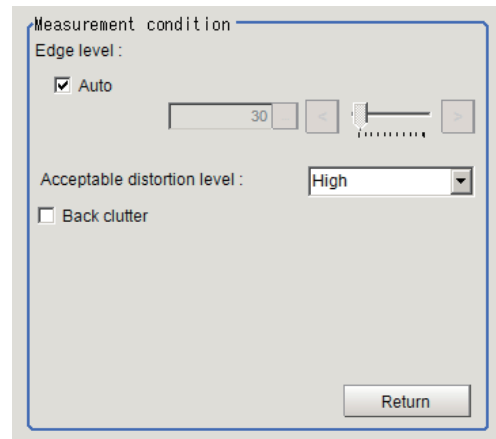 Measurement condition
Edge level :
Auto
30 .. < >
Acceptable distortion level : High
Back clutter
Return